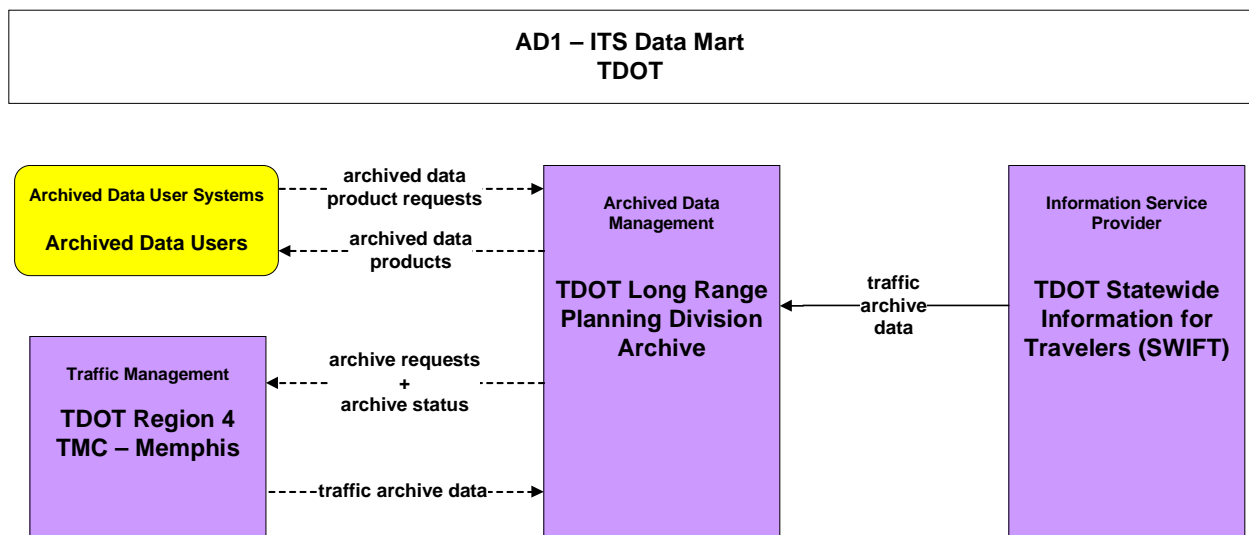 AD1 – ITS Data Mart
TDOT
Archived Data User Systems
Archived Data Users
archived data
product requests
archived data
products
Traffic Management
TDOT Region 4
TMC – Memphis
archive requests
+
archive status
traffic archive data
Archived Data
Management
TDOT Long Range
Planning Division
Archive
traffic
archive
data
Information Service
Provider
TDOT Statewide
Information for
Travelers (SWIFT)